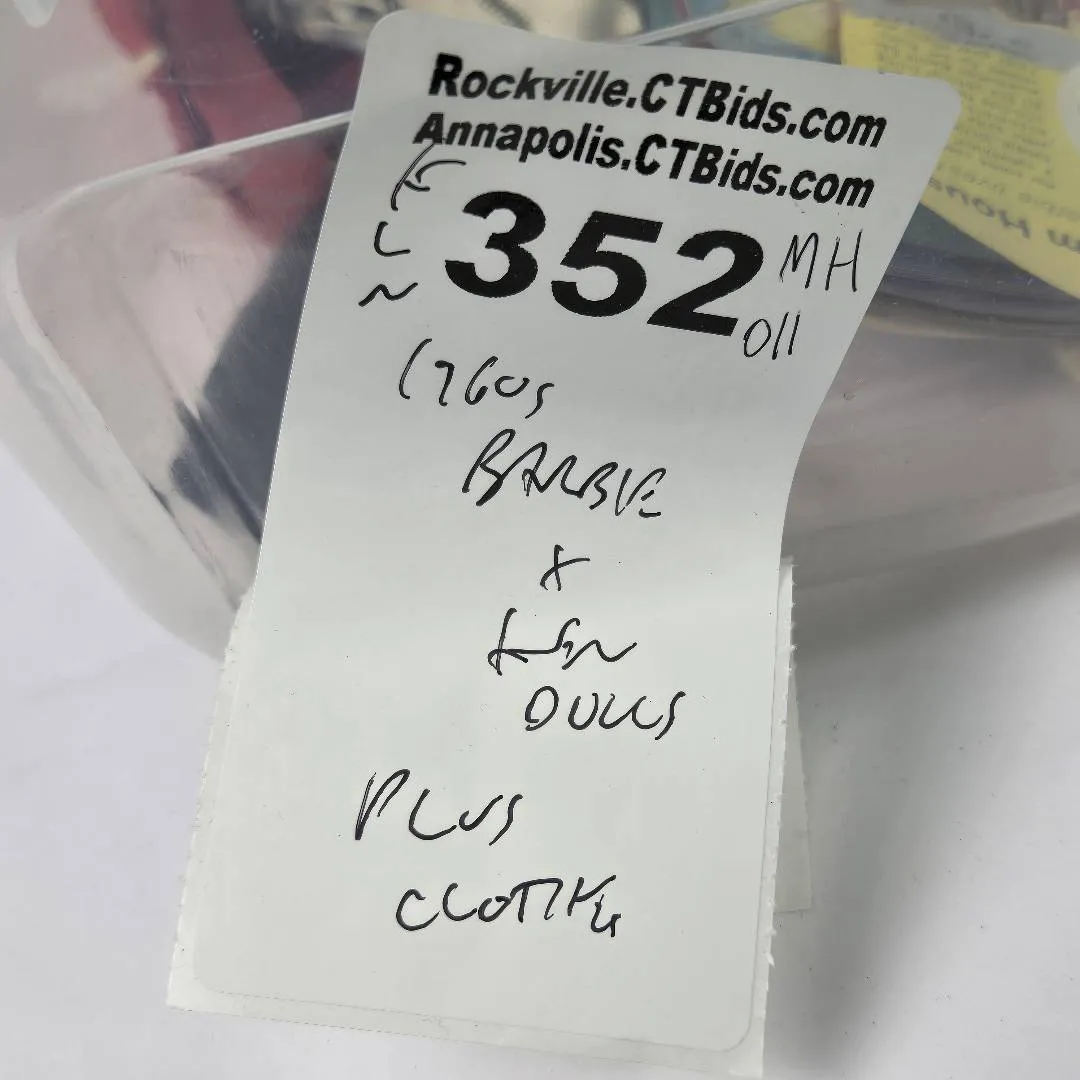 Rockville.CTBids.com
Annapolis.CTBids.com
352 MH
011
1960s
BARBIE
+
KEN
DOLLS
PLUS
CLOTHING